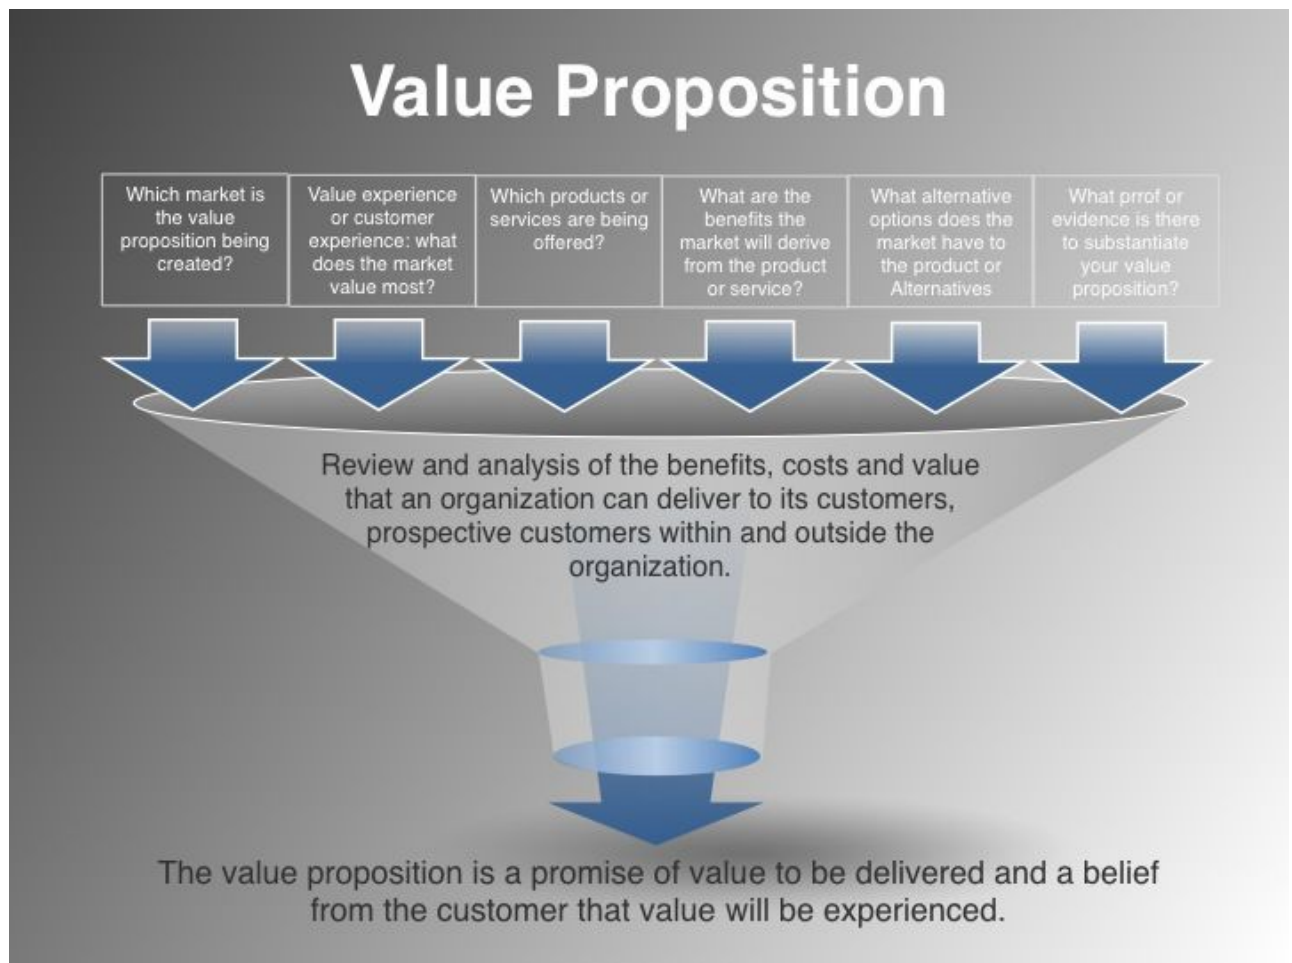 Value Proposition
Which market is
the value
proposition being
created?
Value experience
or customer
experience: what
does the market
value most?
Which products or
services are being
offered?
What are the
benefits the
market will derive
from the product
or service?
What alternative
options does the
market have to
the product or
Alternatives
What prrof or
evidence is there
to substantiate
your value
proposition?
Review and analysis of the benefits, costs and value
that an organization can deliver to its customers,
prospective customers within and outside the
organization.
The value proposition is a promise of value to be delivered and a belief
from the customer that value will be experienced.